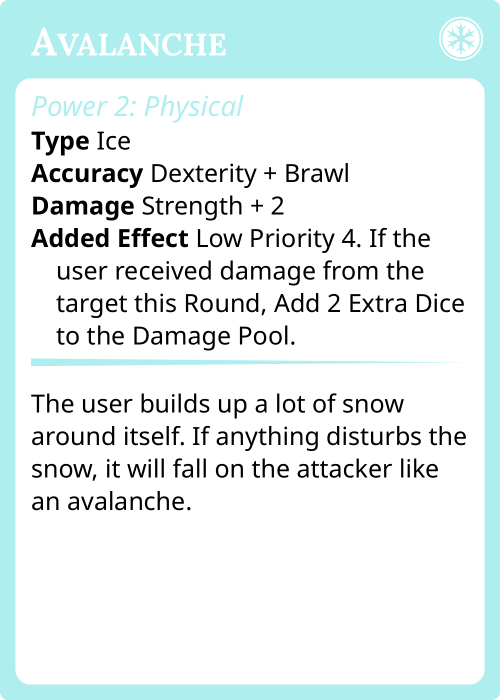 AVALANCHE
Power 2: Physical
Type Ice
Accuracy Dexterity + Brawl
Damage Strength + 2
Added Effect Low Priority 4. If the
user received damage from the
target this Round, Add 2 Extra Dice
to the Damage Pool.
The user builds up a lot of snow
around itself. If anything disturbs the
snow, it will fall on the attacker like
an avalanche.